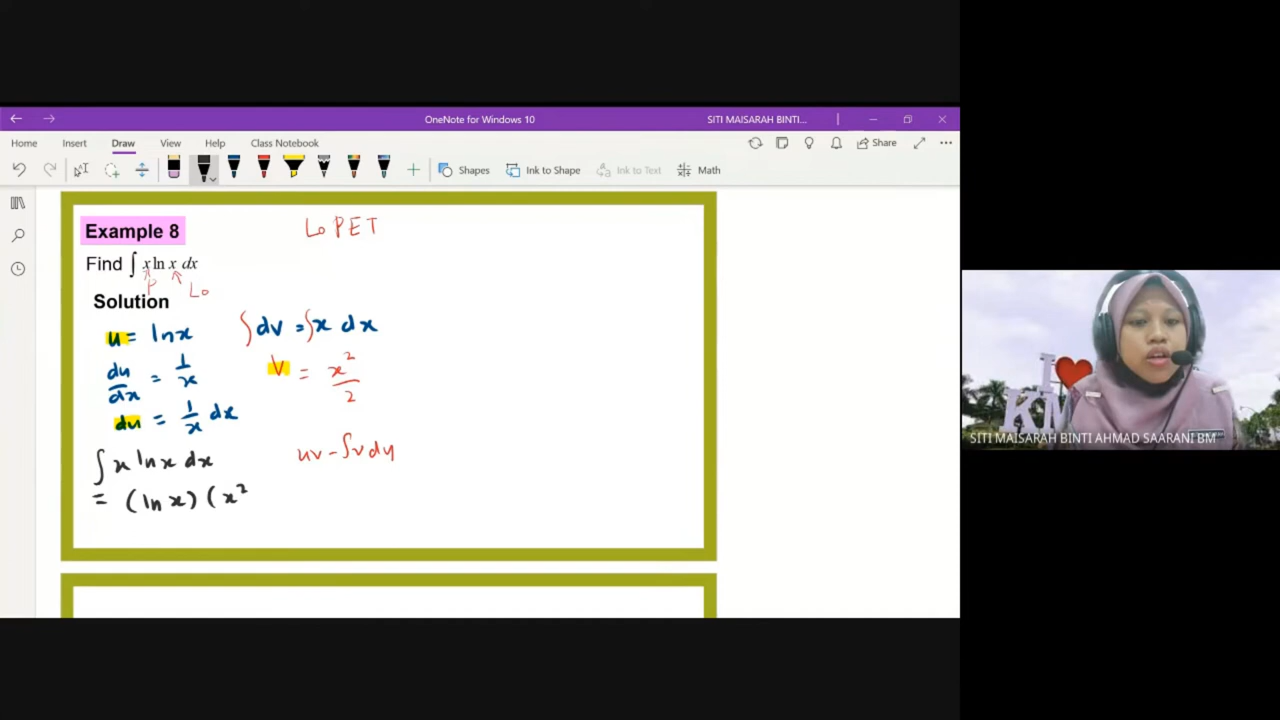 OneNote for Windows 10
SITI MAISARAH BINTI...
Home Insert Draw View Help Class Notebook
Share
Shapes Ink to Shape Ink to Text Math
Example 8
LoPET
Find ∫ x ln x dx
P Lo
Solution
u = ln x ∫ dv = ∫ x dx
du/dx = 1/x v = x²/2
du = 1/x dx
∫ x ln x dx uv - ∫ v du
= (ln x) (x²
I
KM
SITI MAISARAH BINTI AHMAD SAARANI BM